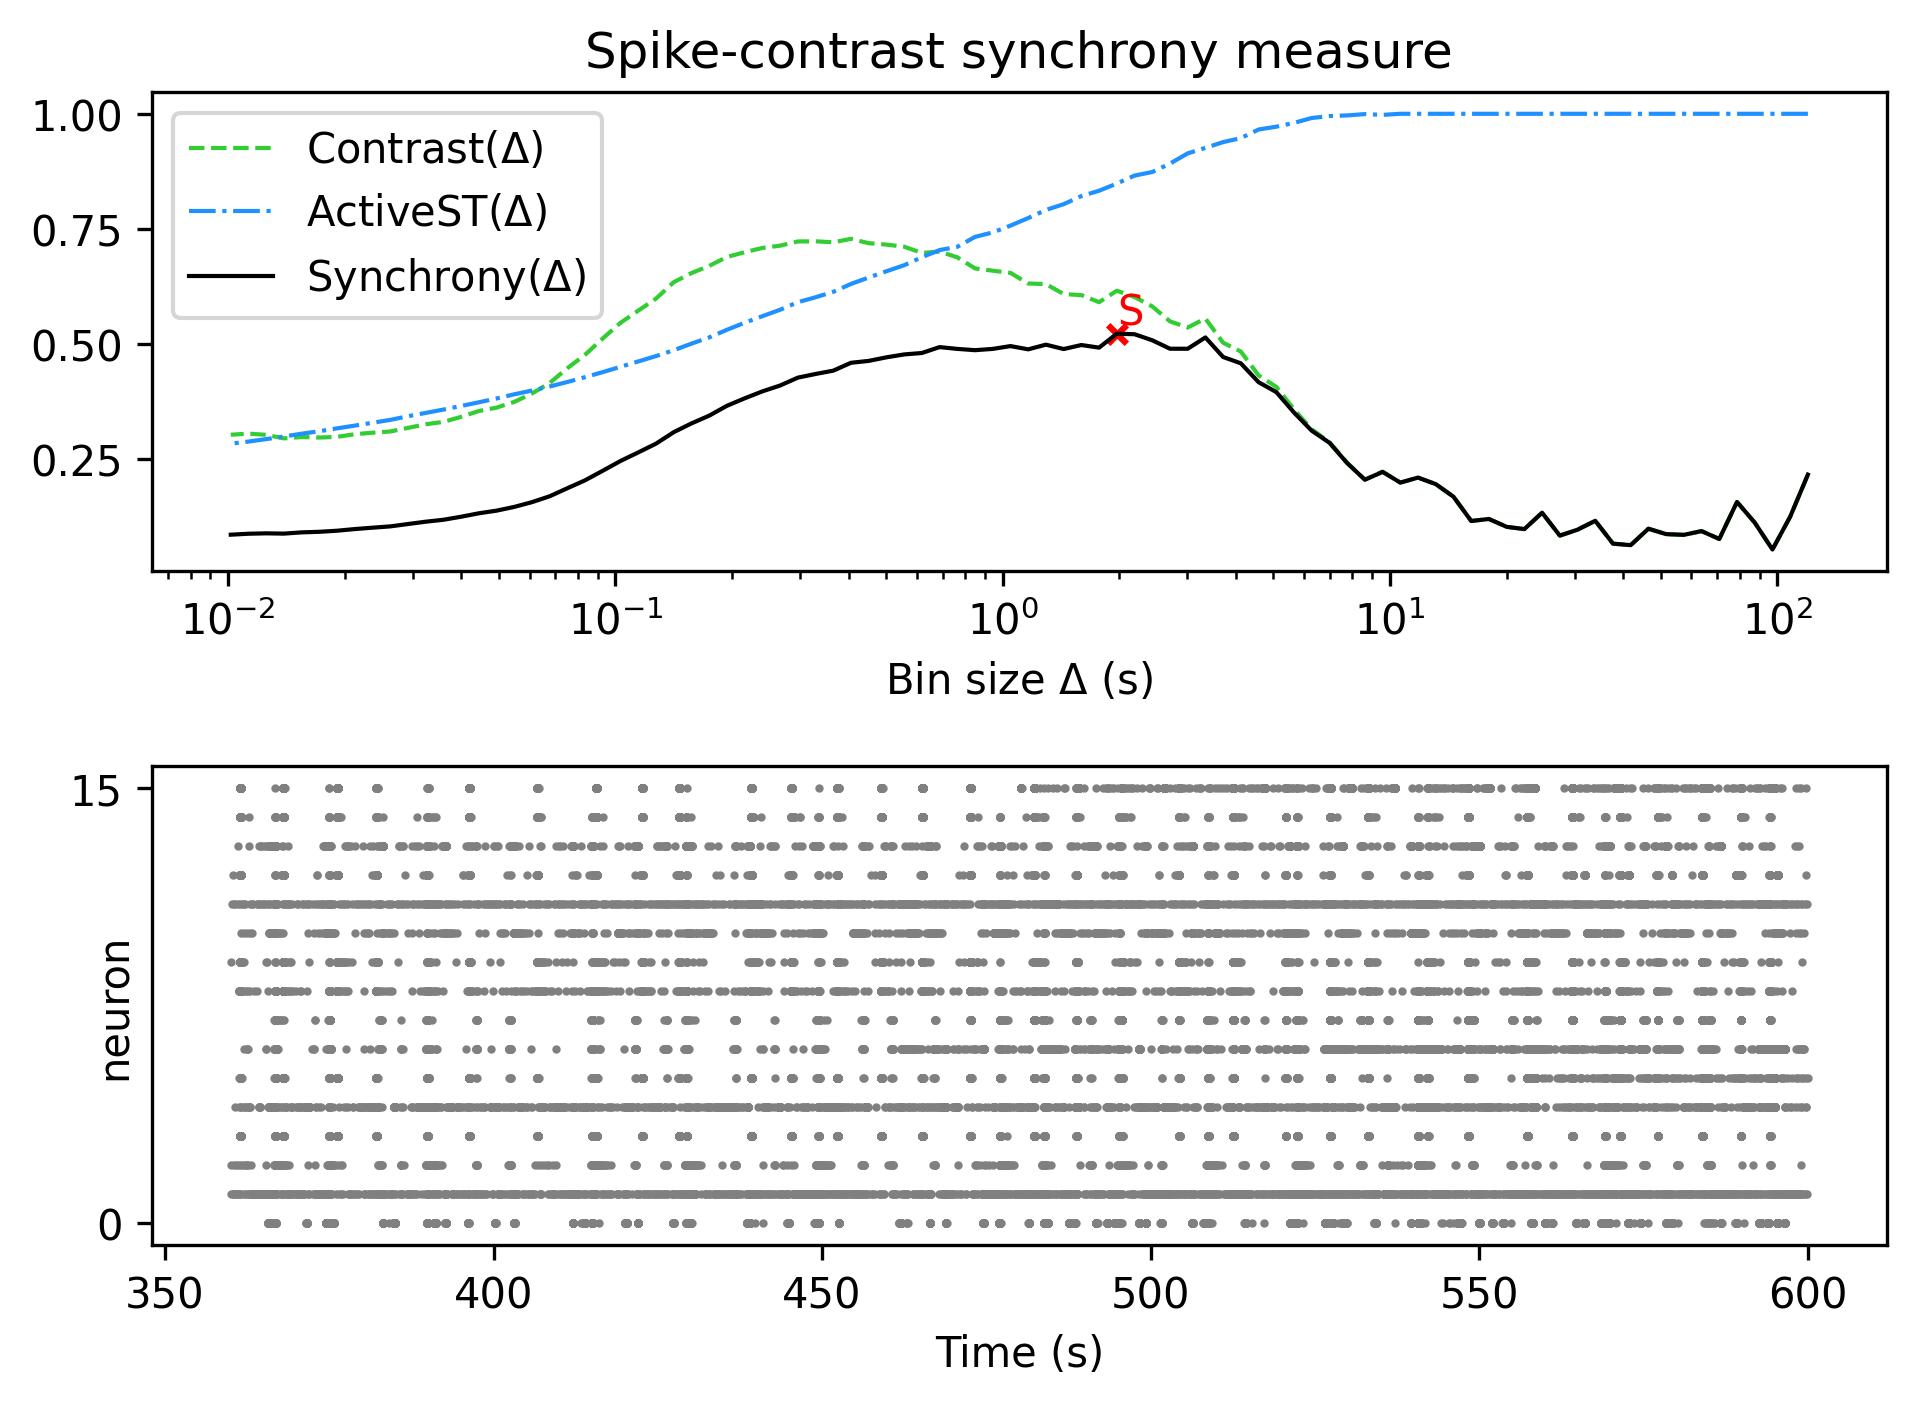 Spike-contrast synchrony measure
1.00
0.75
0.50
0.25
Contrast(Δ)
ActiveST(Δ)
Synchrony(Δ)
S
10⁻² 10⁻¹ 10⁰ 10¹ 10²
Bin size Δ (s)
15
0
neuron
350 400 450 500 550 600
Time (s)